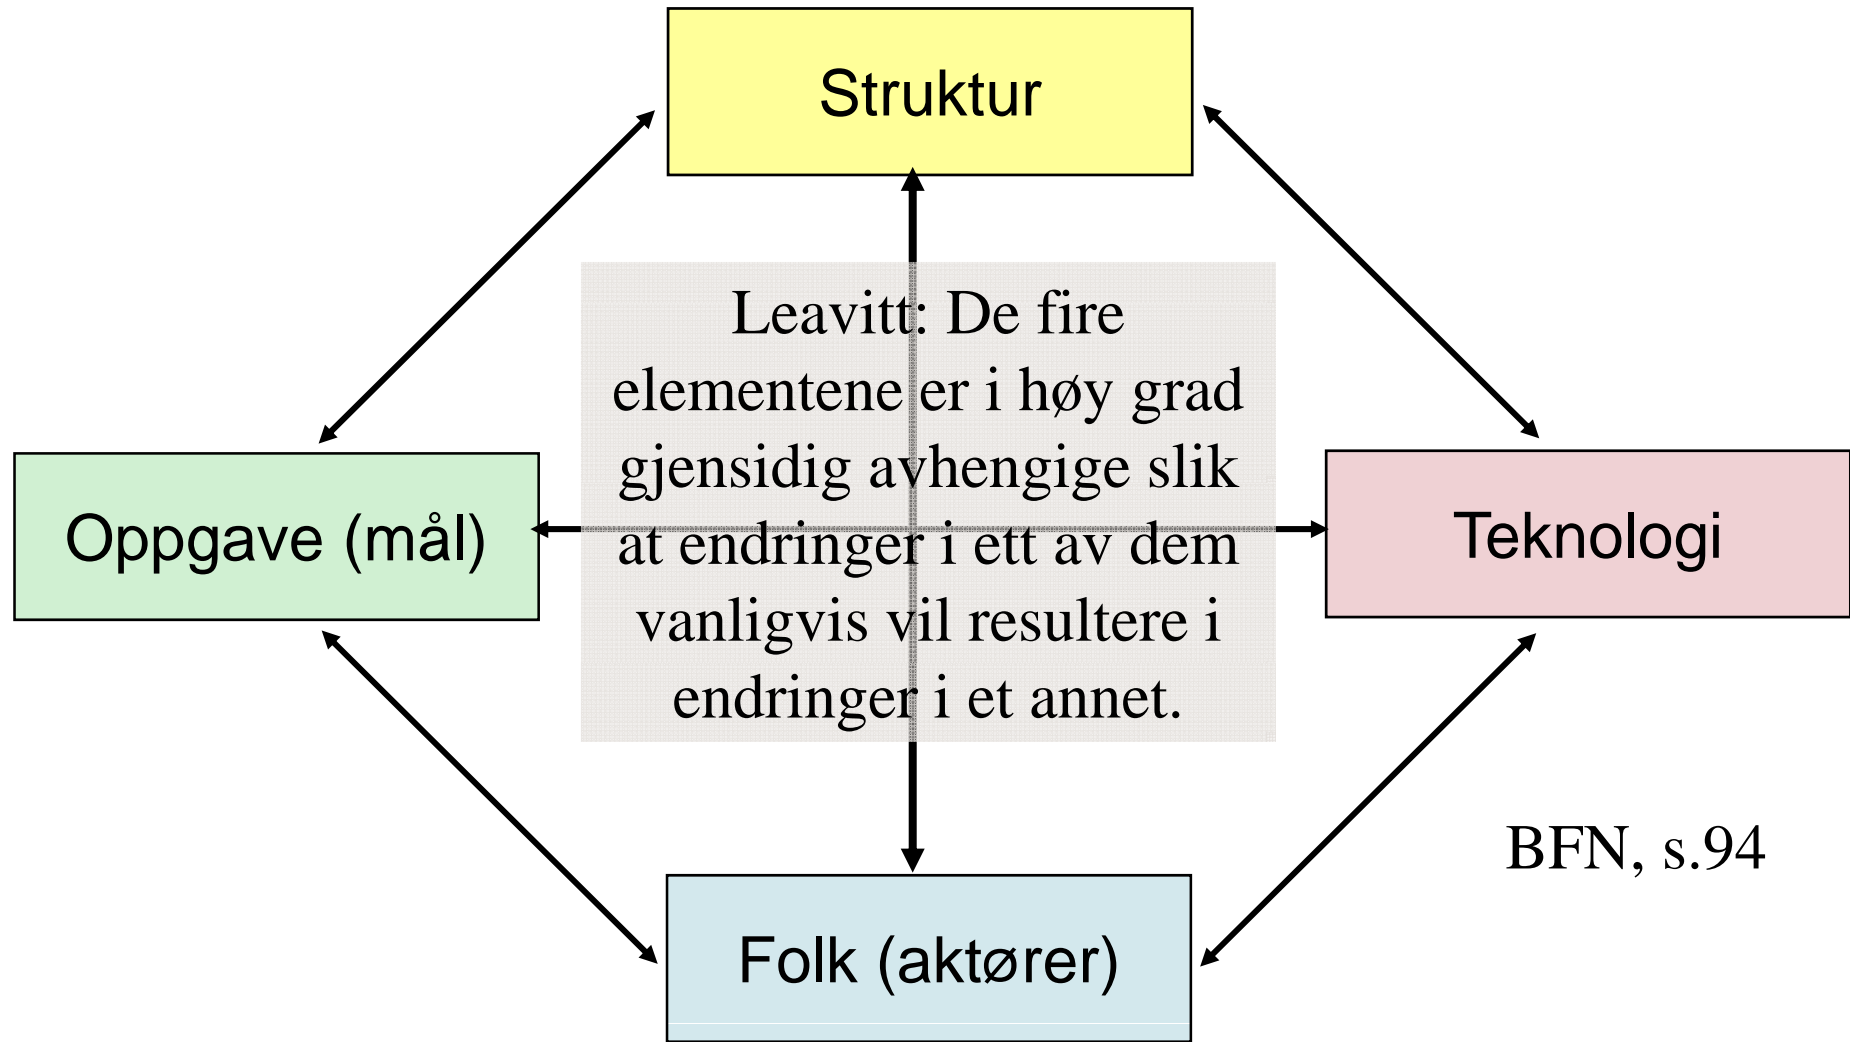 Struktur
Leavitt: De fire
elementene er i høy grad
gjensidig avhengige slik
at endringer i ett av dem
vanligvis vil resultere i
endringer i et annet.
Oppgave (mål)
Teknologi
BFN, s.94
Folk (aktører)